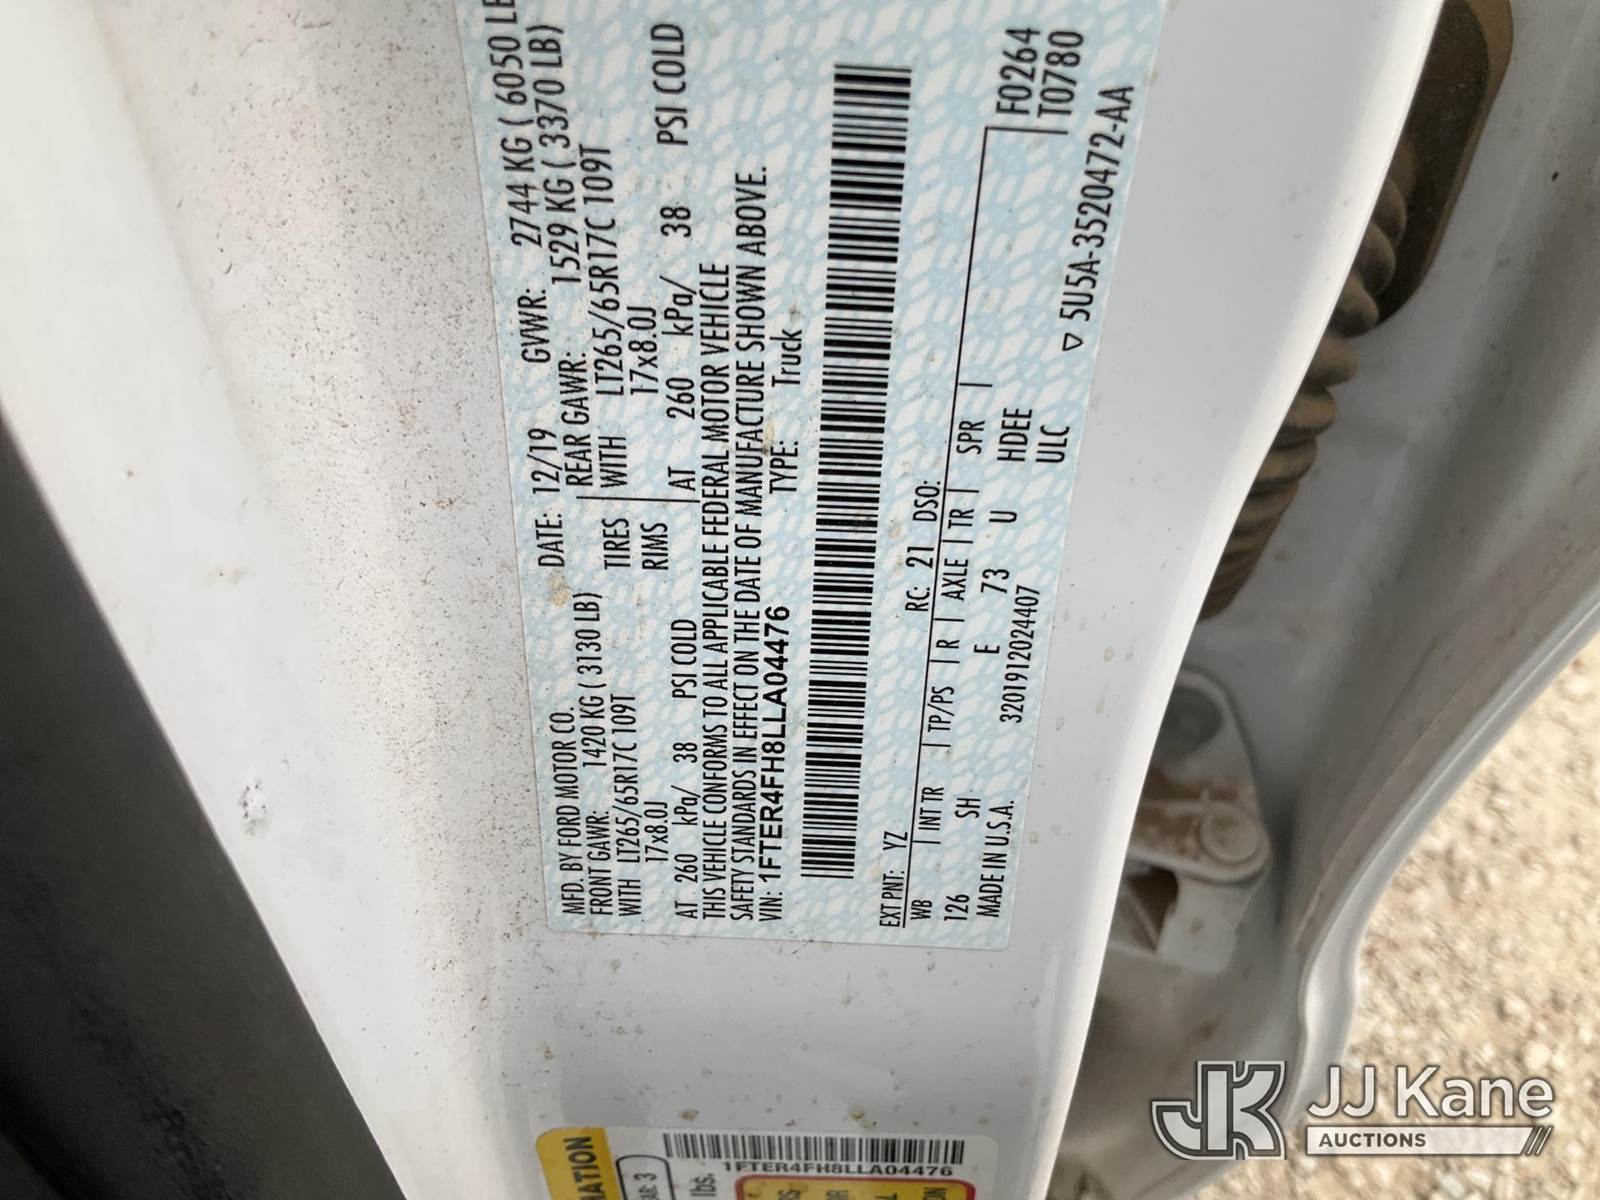 MFD. BY FORD MOTOR CO.
DATE: 12/19 GVWR: 2744 KG ( 6050 LB
FRONT GAWR: 1420 KG ( 3130 LB)
REAR GAWR: 1529 KG ( 3370 LB)
WITH LT265/65R17C 109T TIRES
WITH LT265/65R17C 109T
17x8.0J RIMS
17x8.0J
AT 260 kPa/ 38 PSI COLD
AT 260 kPa/ 38 PSI COLD
THIS VEHICLE CONFORMS TO ALL APPLICABLE FEDERAL MOTOR VEHICLE
SAFETY STANDARDS IN EFFECT ON THE DATE OF MANUFACTURE SHOWN ABOVE.
VIN: 1FTER4FH8LLA04476 TYPE: Truck
EXT PNT: YZ RC: 21 DSO:
WB | INT TR | TP/PS | R | AXLE | TR | SPR |
F0264
T0780
126 SH E 73 U HDEE
ULC
MADE IN U.S.A. 320191202440​7
▽ 5U5A-3520472-AA
1FTER4FH8LLA04476
lbs.
JK JJ Kane
AUCTIONS